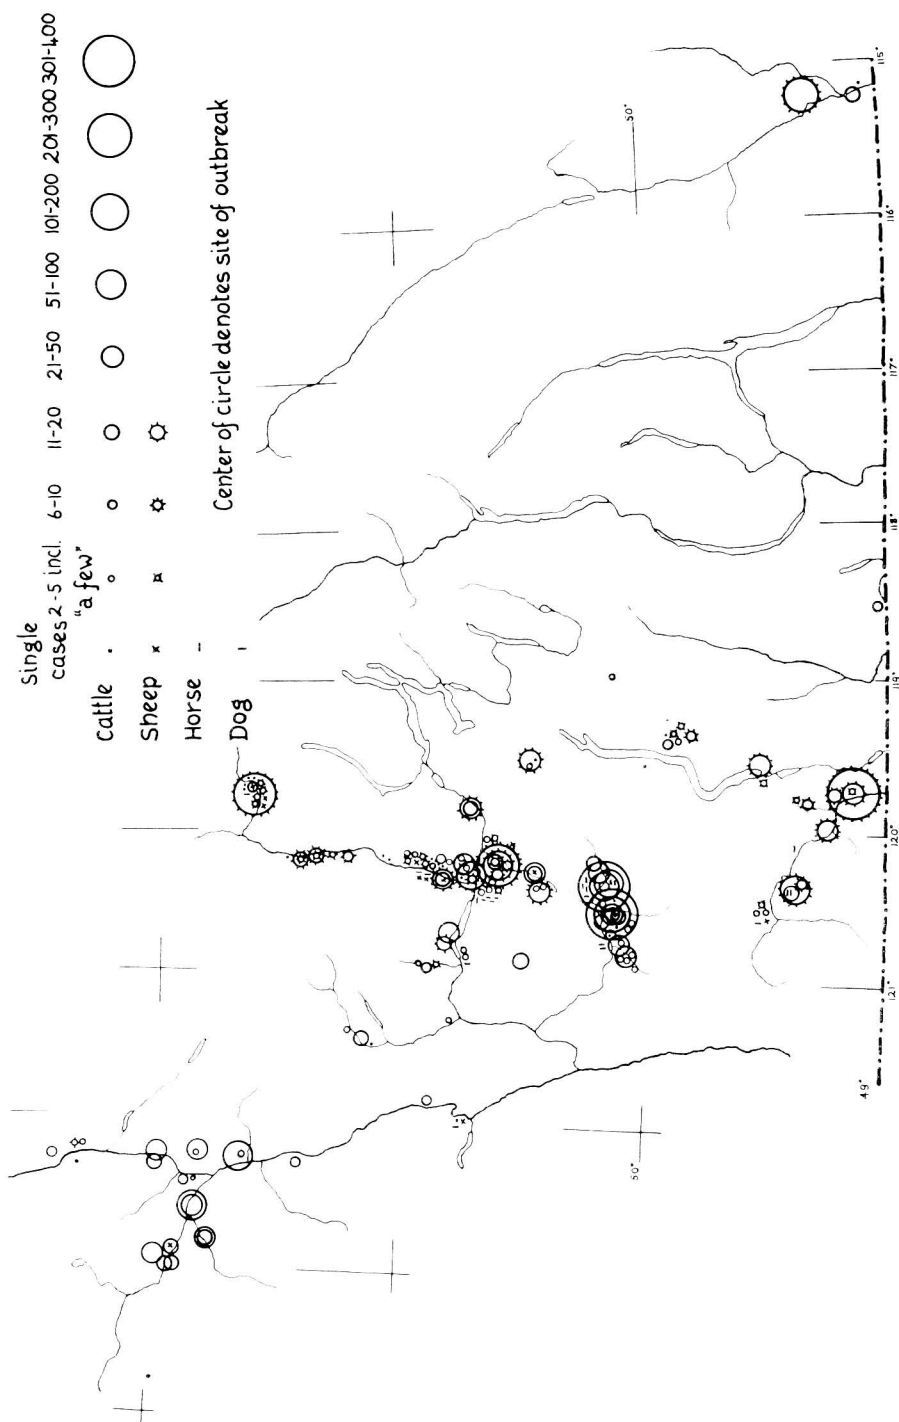 Single
cases 2-5 incl. 6-10 11-20 21-50 51-100 101-200 201-300 301-400
"a few"
Cattle
Sheep
Horse
Dog
Center of circle denotes site of outbreak
50°
50°
49°
121°
120°
119°
118°
117°
116°
115°